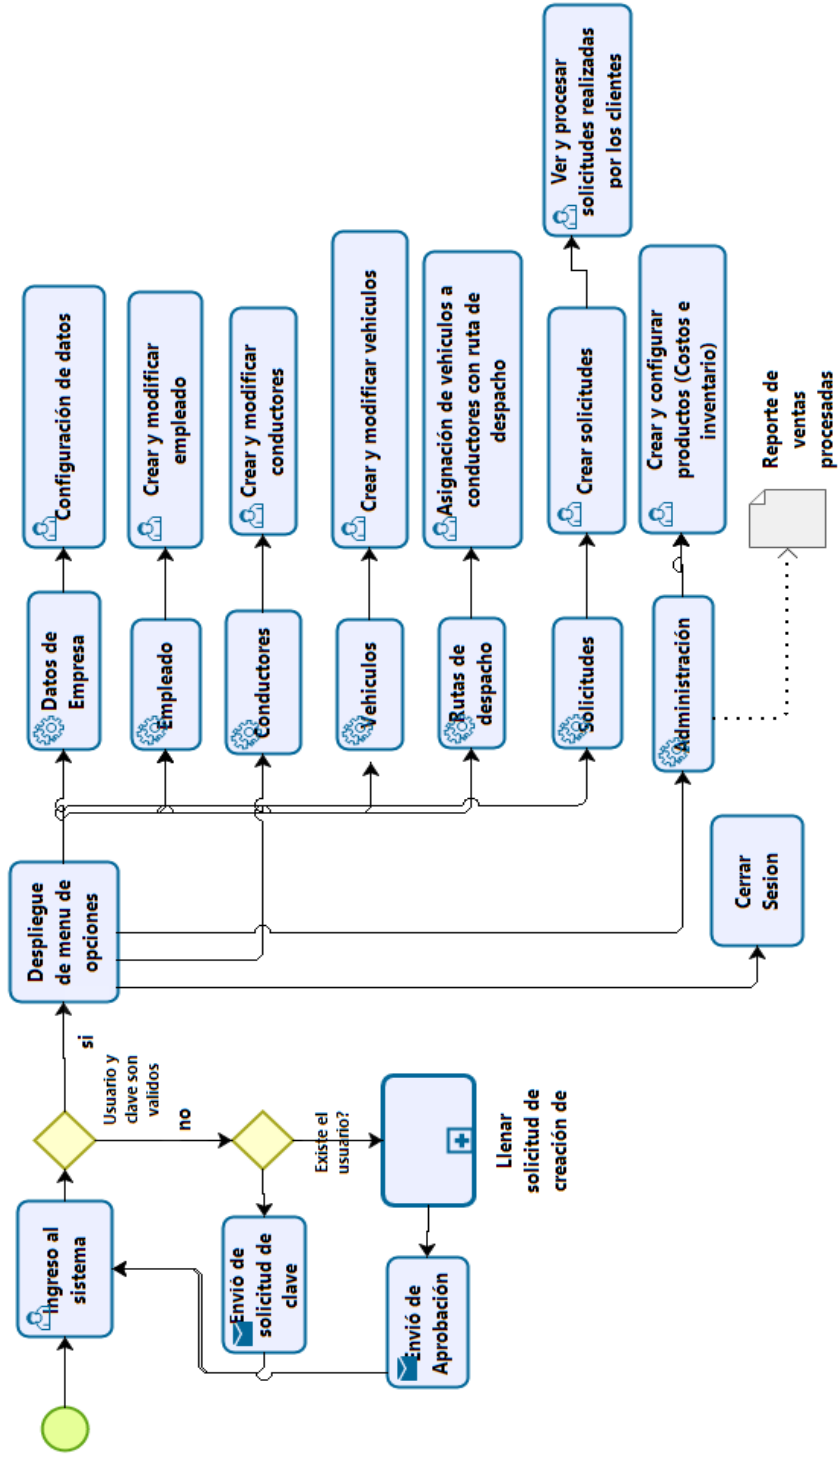 Ingreso al
sistema
Usuario y
clave son
validos
si
no
Existe el
usuario?
Envió de
solicitud de
clave
Envió de
Aprobación
Llenar
solicitud de
creación de
Despliegue
de menu de
opciones
Cerrar
Sesion
Datos de
Empresa
Configuración de datos
Empleado
Crear y modificar
empleado
Conductores
Crear y modificar
conductores
Vehiculos
Crear y modificar vehiculos
Rutas de
despacho
Asignación de vehiculos a
conductores con ruta de
despacho
Solicitudes
Crear solicitudes
Ver y procesar
solicitudes realizadas
por los clientes
Administración
Crear y configurar
productos (Costos e
inventario)
Reporte de
ventas
procesadas